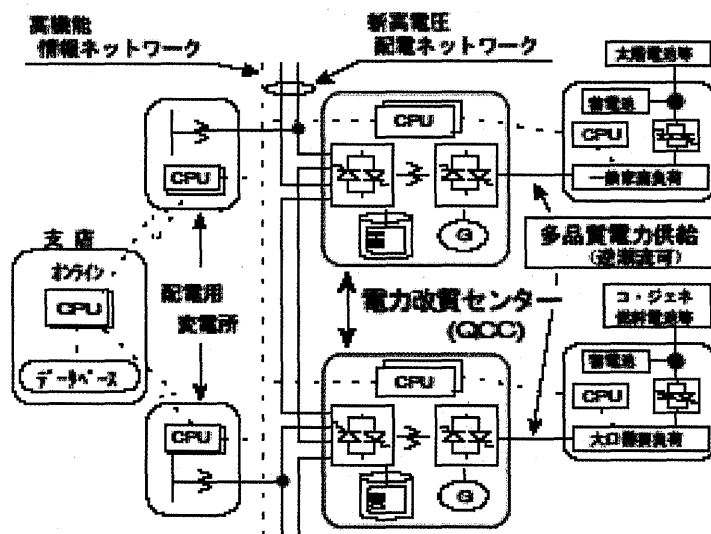 高機能
情報ネットワーク
新高電圧
配電ネットワーク
太陽電池等
蓄電池
CPU
一般家庭負荷
CPU
CPU
G
支店
オンライン
CPU
データベース
配電用
変電所
電力改質センター
(QCC)
多品質電力供給
(逆潮流可)
コ・ジェネ
燃料電池等
蓄電池
CPU
大口需要負荷
CPU
CPU
G